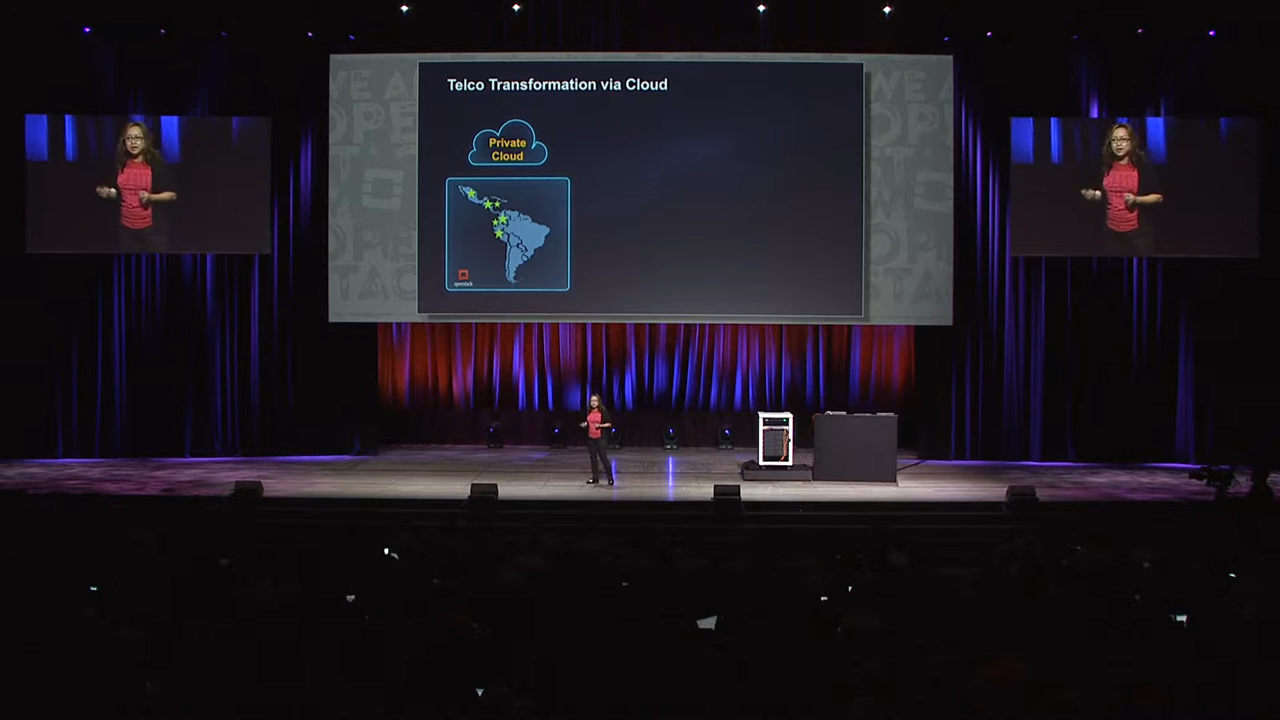 Telco Transformation via Cloud
Private
Cloud
openstack